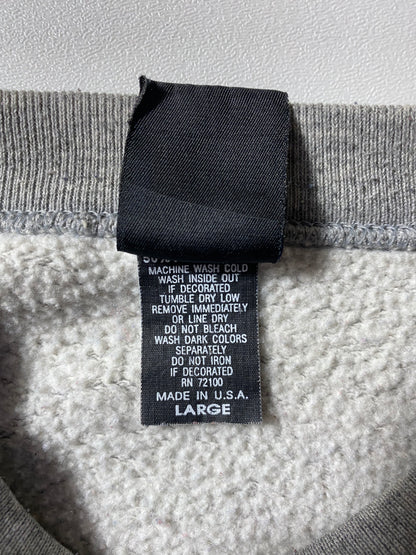 50%
MACHINE WASH COLD
WASH INSIDE OUT
IF DECORATED
TUMBLE DRY LOW
REMOVE IMMEDIATELY
OR LINE DRY
DO NOT BLEACH
WASH DARK COLORS
SEPARATELY
DO NOT IRON
IF DECORATED
RN 72100
MADE IN U.S.A.
LARGE